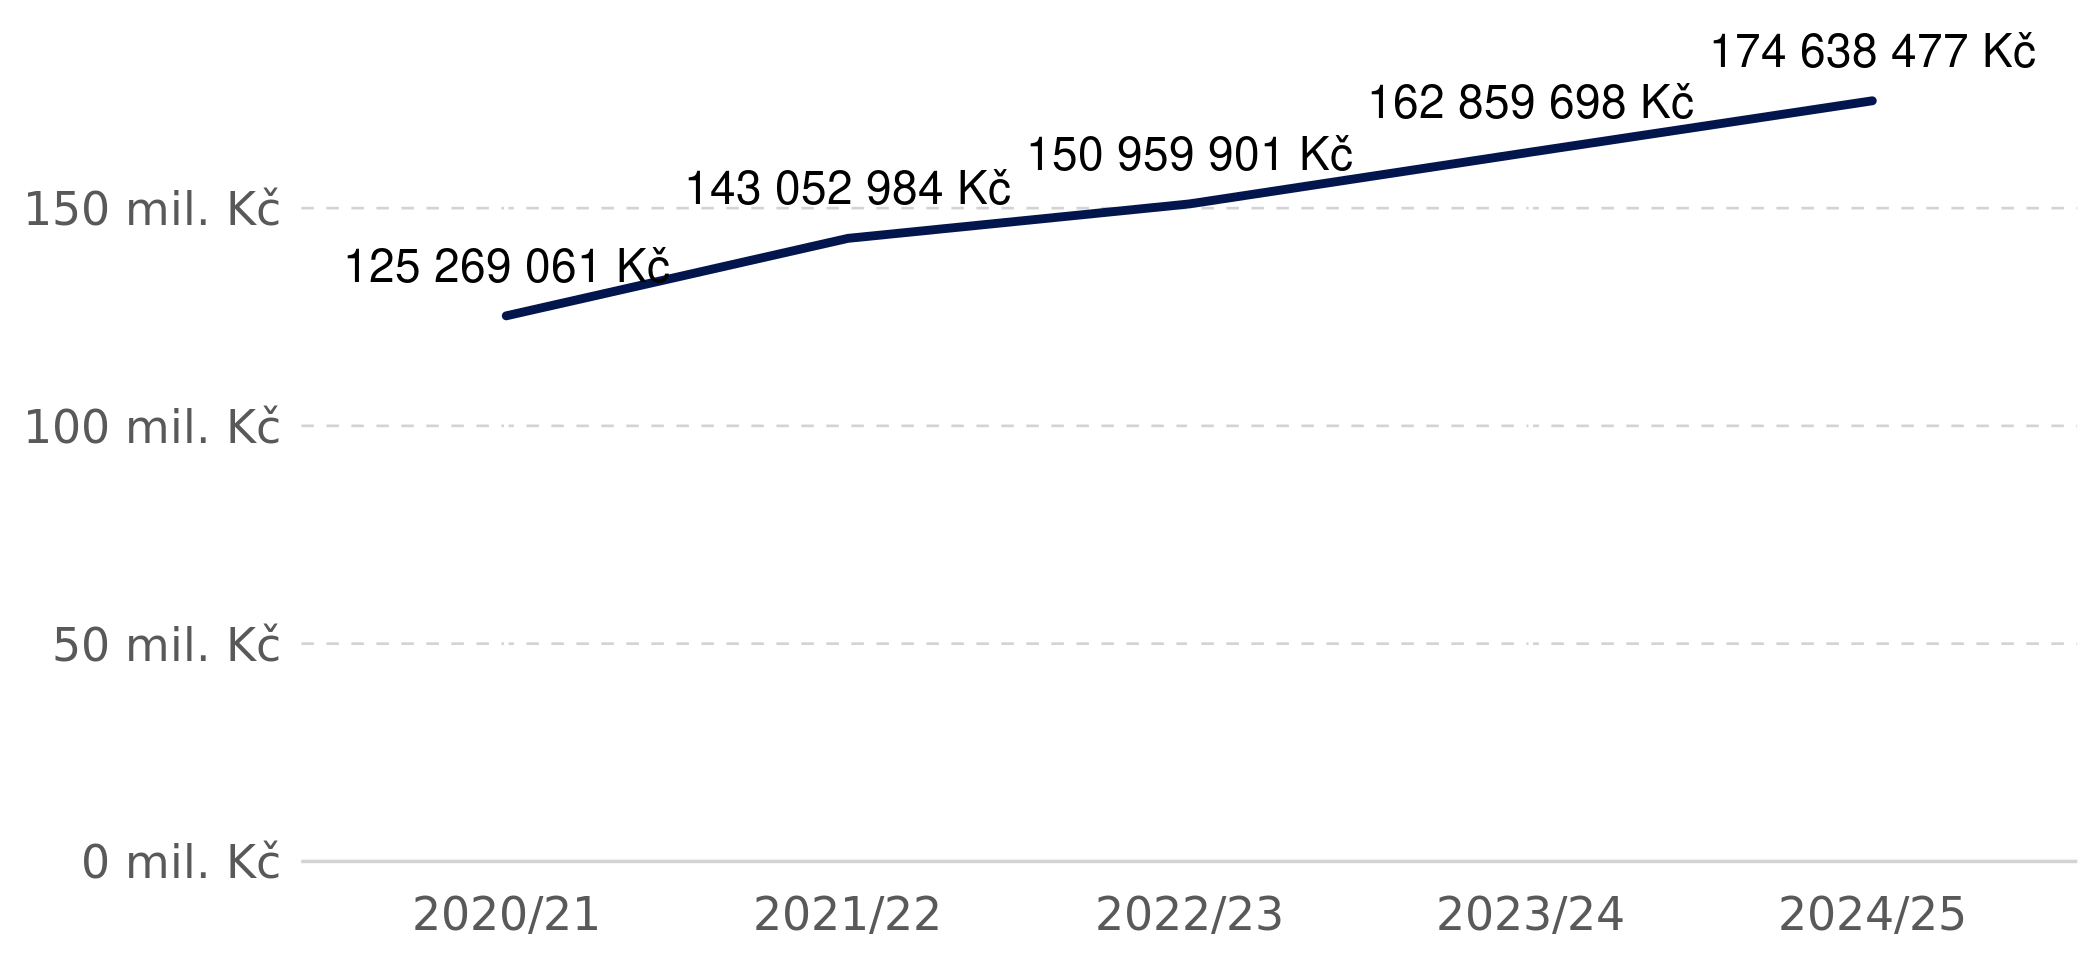 174 638 477 Kč
162 859 698 Kč
150 959 901 Kč
143 052 984 Kč
150 mil. Kč
125 269 061 Kč
100 mil. Kč
50 mil. Kč
0 mil. Kč
2020/21 2021/22 2022/23 2023/24 2024/25